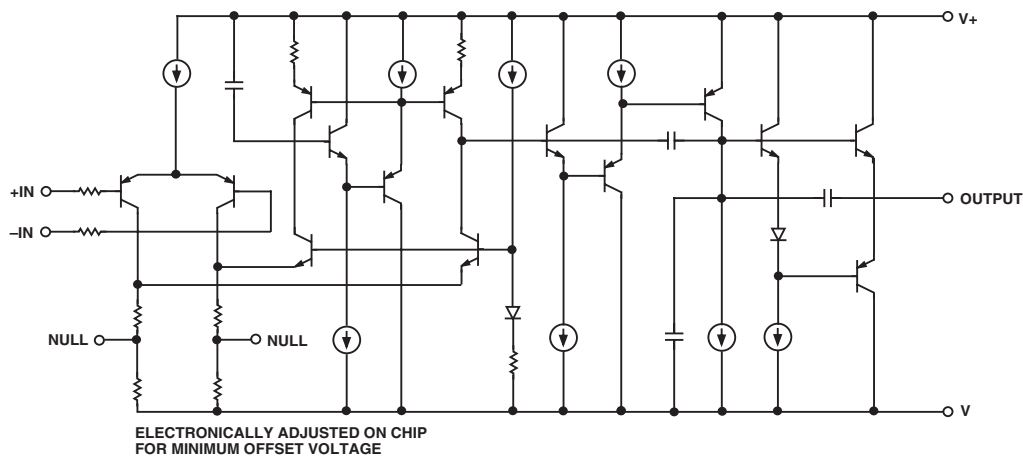 V+
+IN
–IN
OUTPUT
NULL
NULL
V
ELECTRONICALLY ADJUSTED ON CHIP
FOR MINIMUM OFFSET VOLTAGE